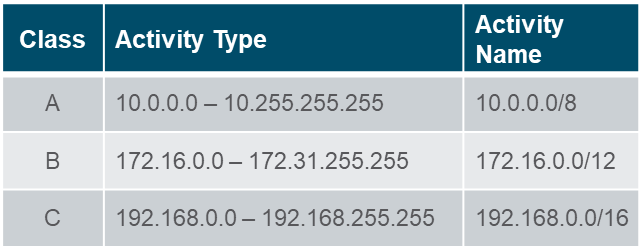 Class Activity Type Activity Name
A 10.0.0.0 – 10.255.255.255 10.0.0.0/8
B 172.16.0.0 – 172.31.255.255 172.16.0.0/12
C 192.168.0.0 – 192.168.255.255 192.168.0.0/16